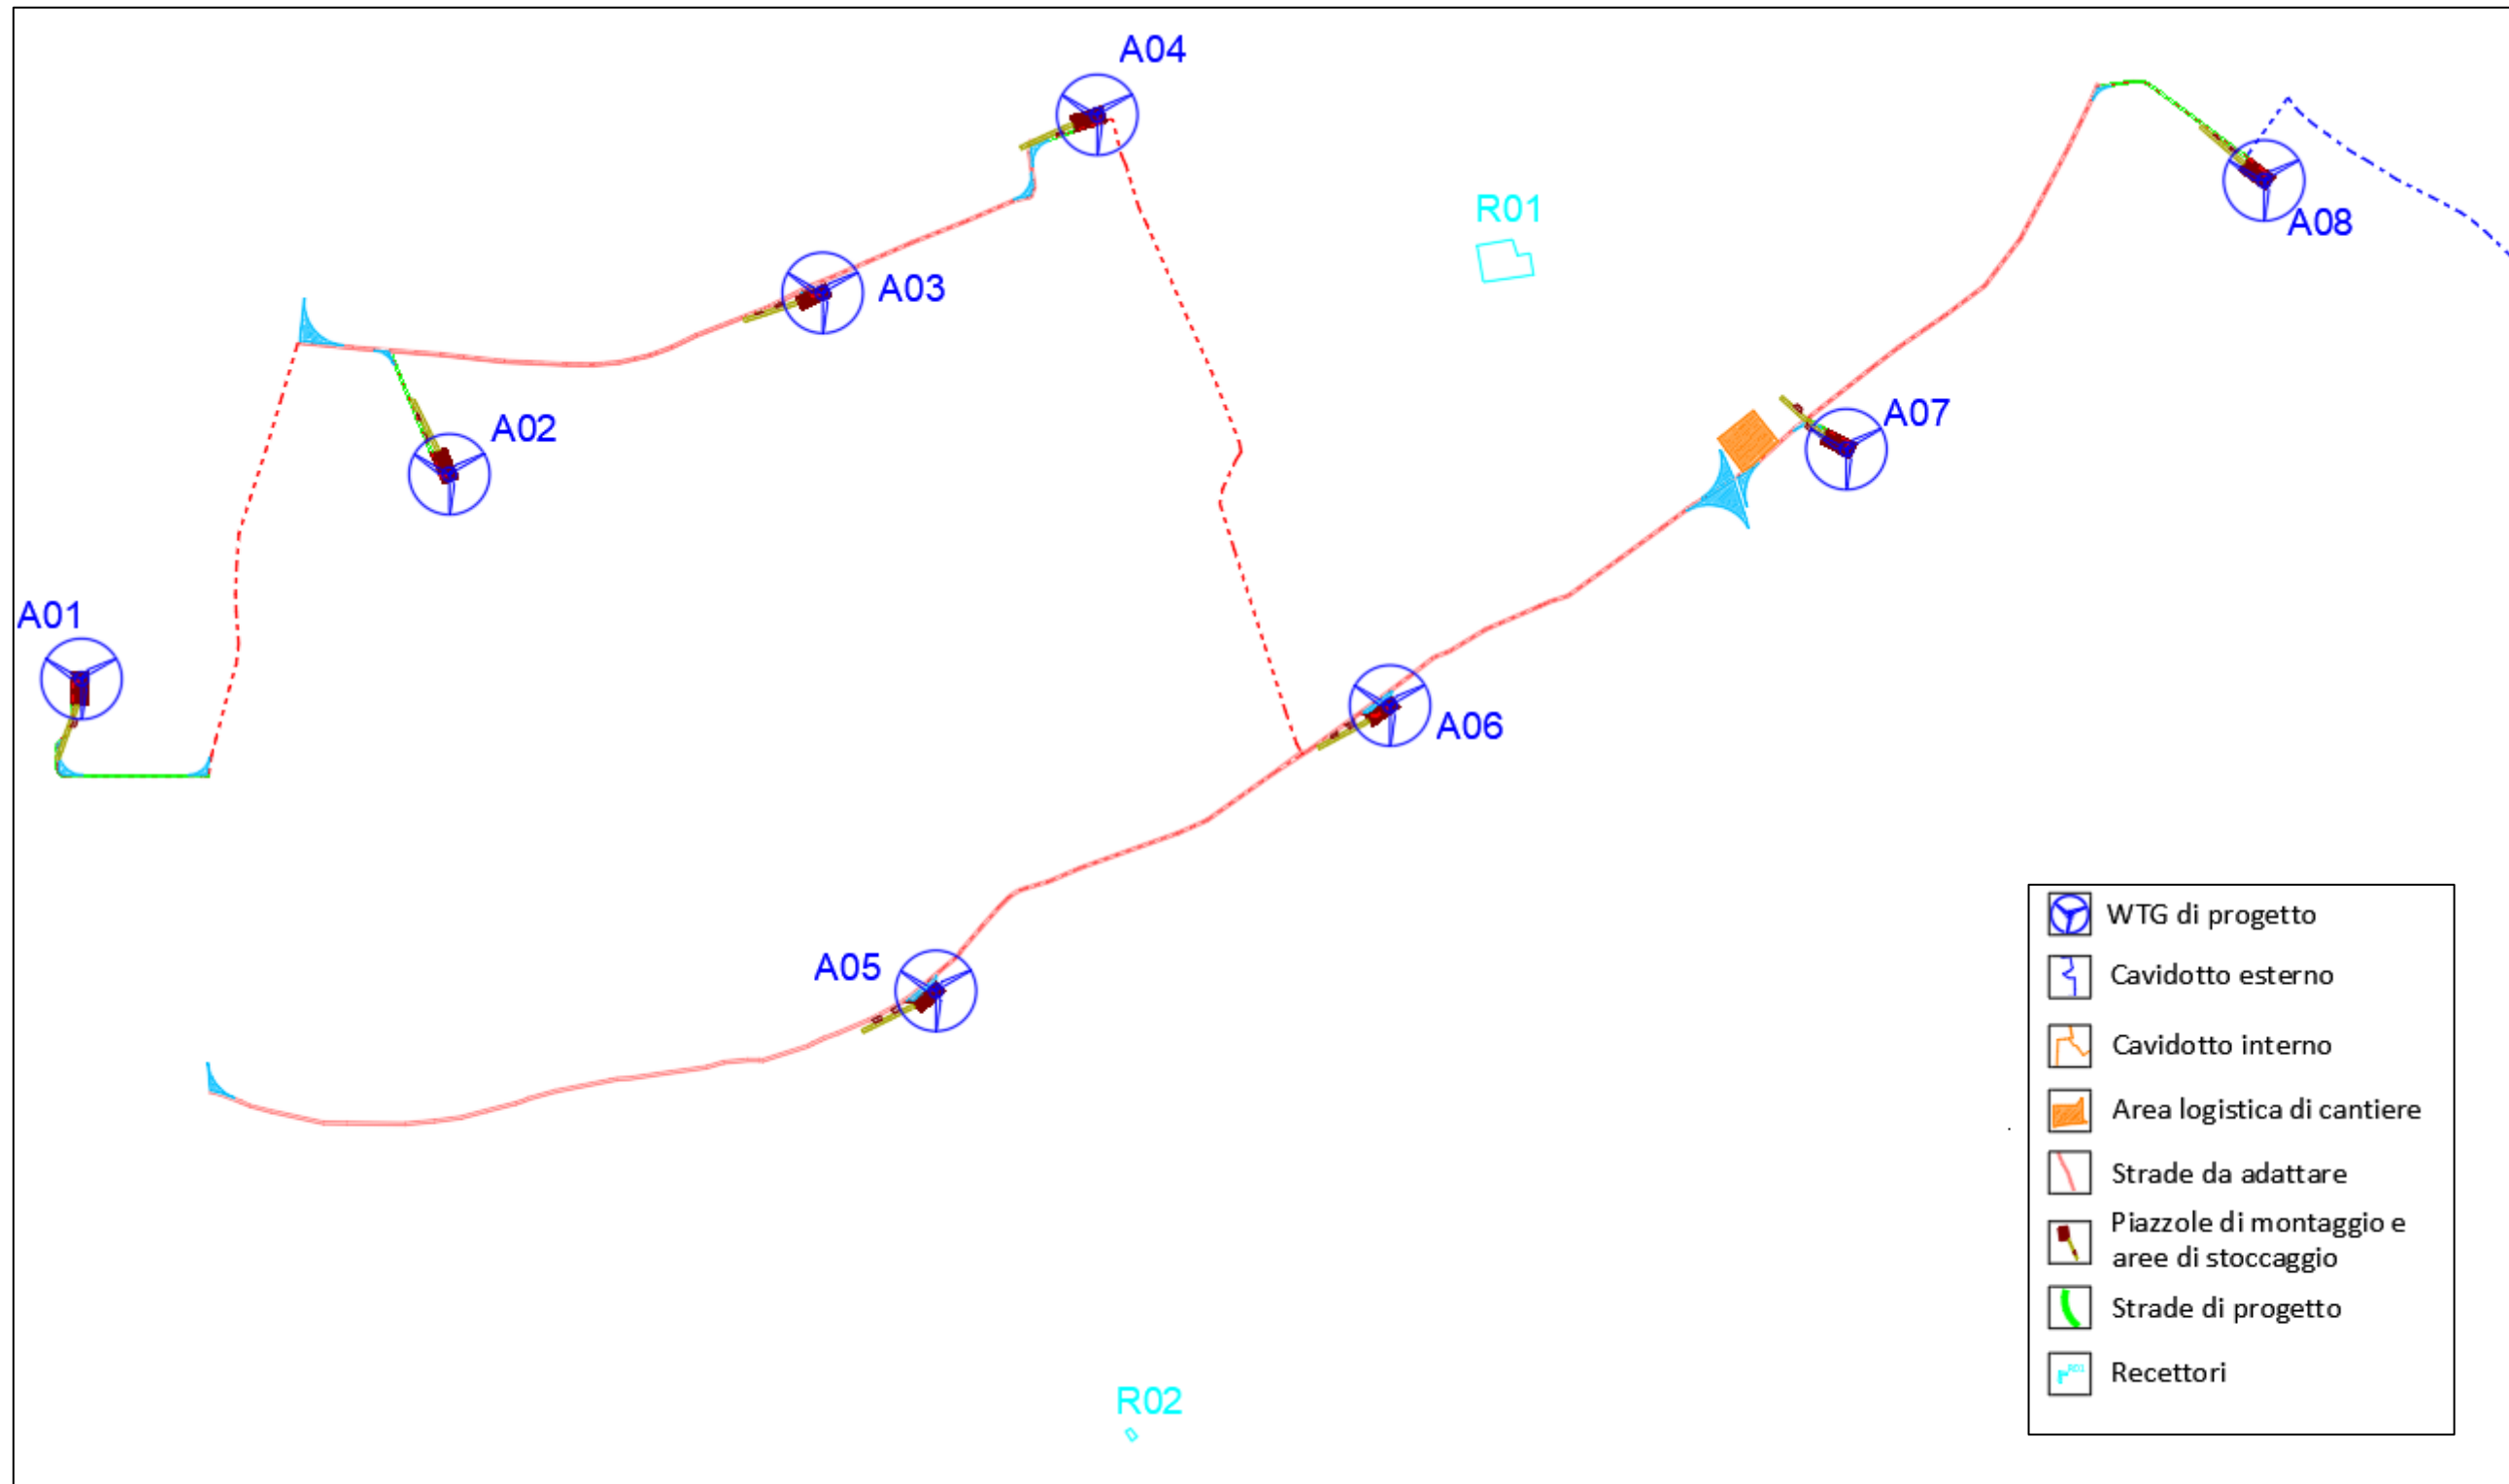 A04
R01
A08
A03
A02
A07
A01
A06
A05
R02
WTG di progetto
Cavidotto esterno
Cavidotto interno
Area logistica di cantiere
Strade da adattare
Piazzole di montaggio e
aree di stoccaggio
Strade di progetto
Recettori